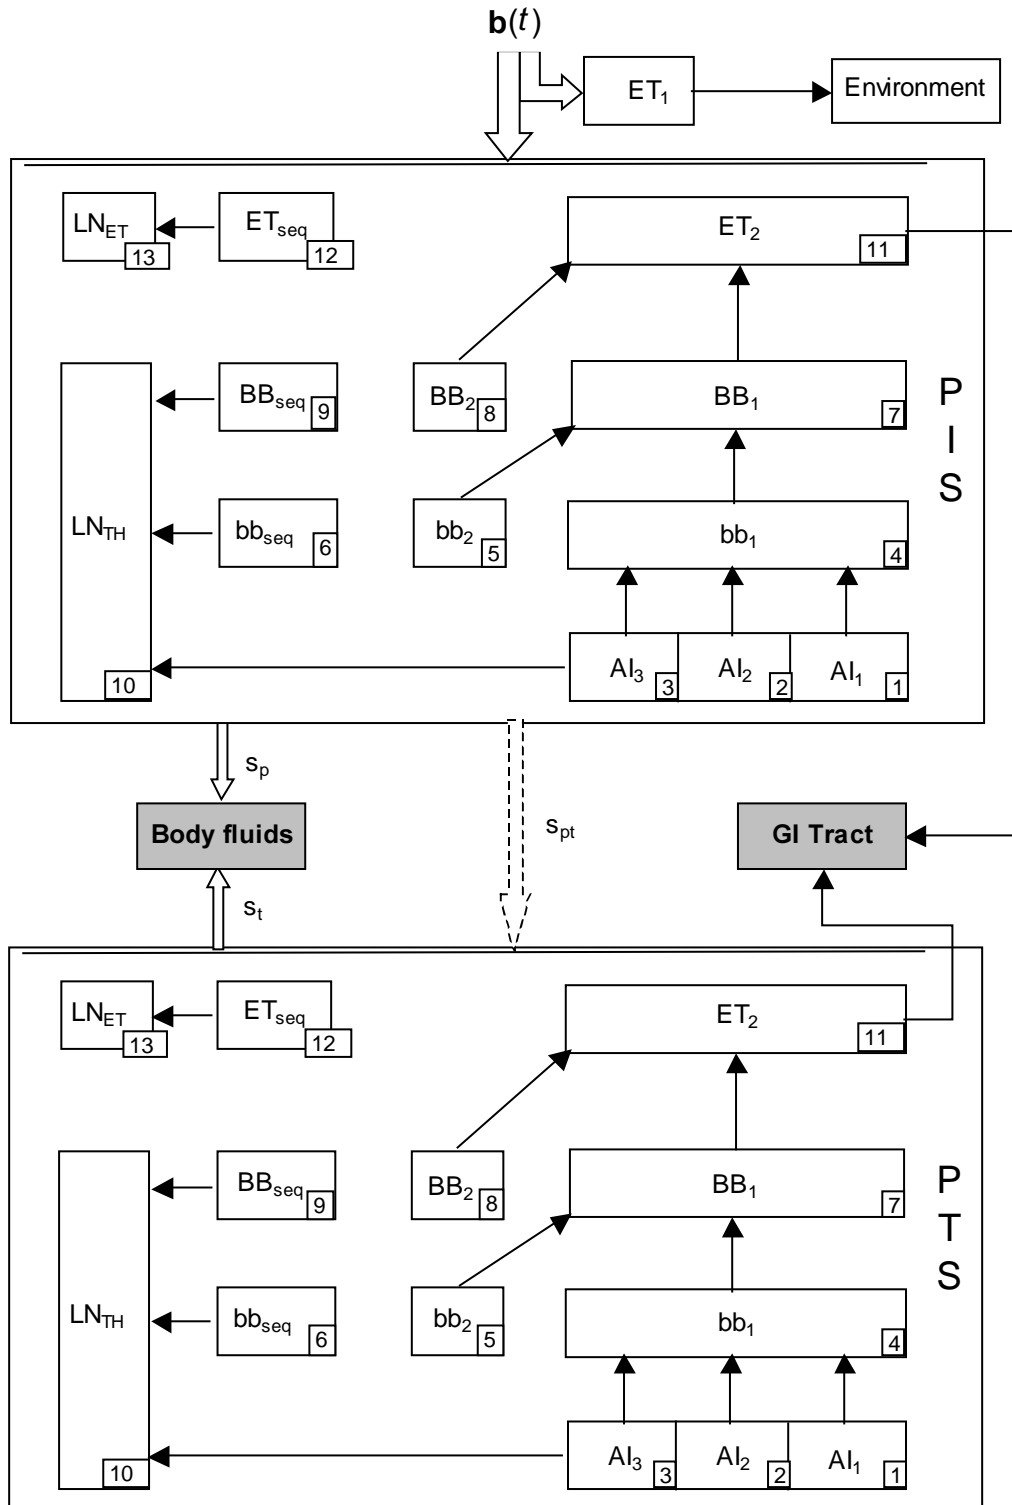 b(t)
ET1
Environment
LNET
13
ETseq
12
ET2
11
BBseq
9
BB2
8
BB1
7
PIS
LNTH
10
bbseq
6
bb2
5
bb1
4
AI3
3
AI2
2
AI1
1
sp
Body fluids
spt
GI Tract
st
LNET
13
ETseq
12
ET2
11
BBseq
9
BB2
8
BB1
7
PTS
LNTH
10
bbseq
6
bb2
5
bb1
4
AI3
3
AI2
2
AI1
1